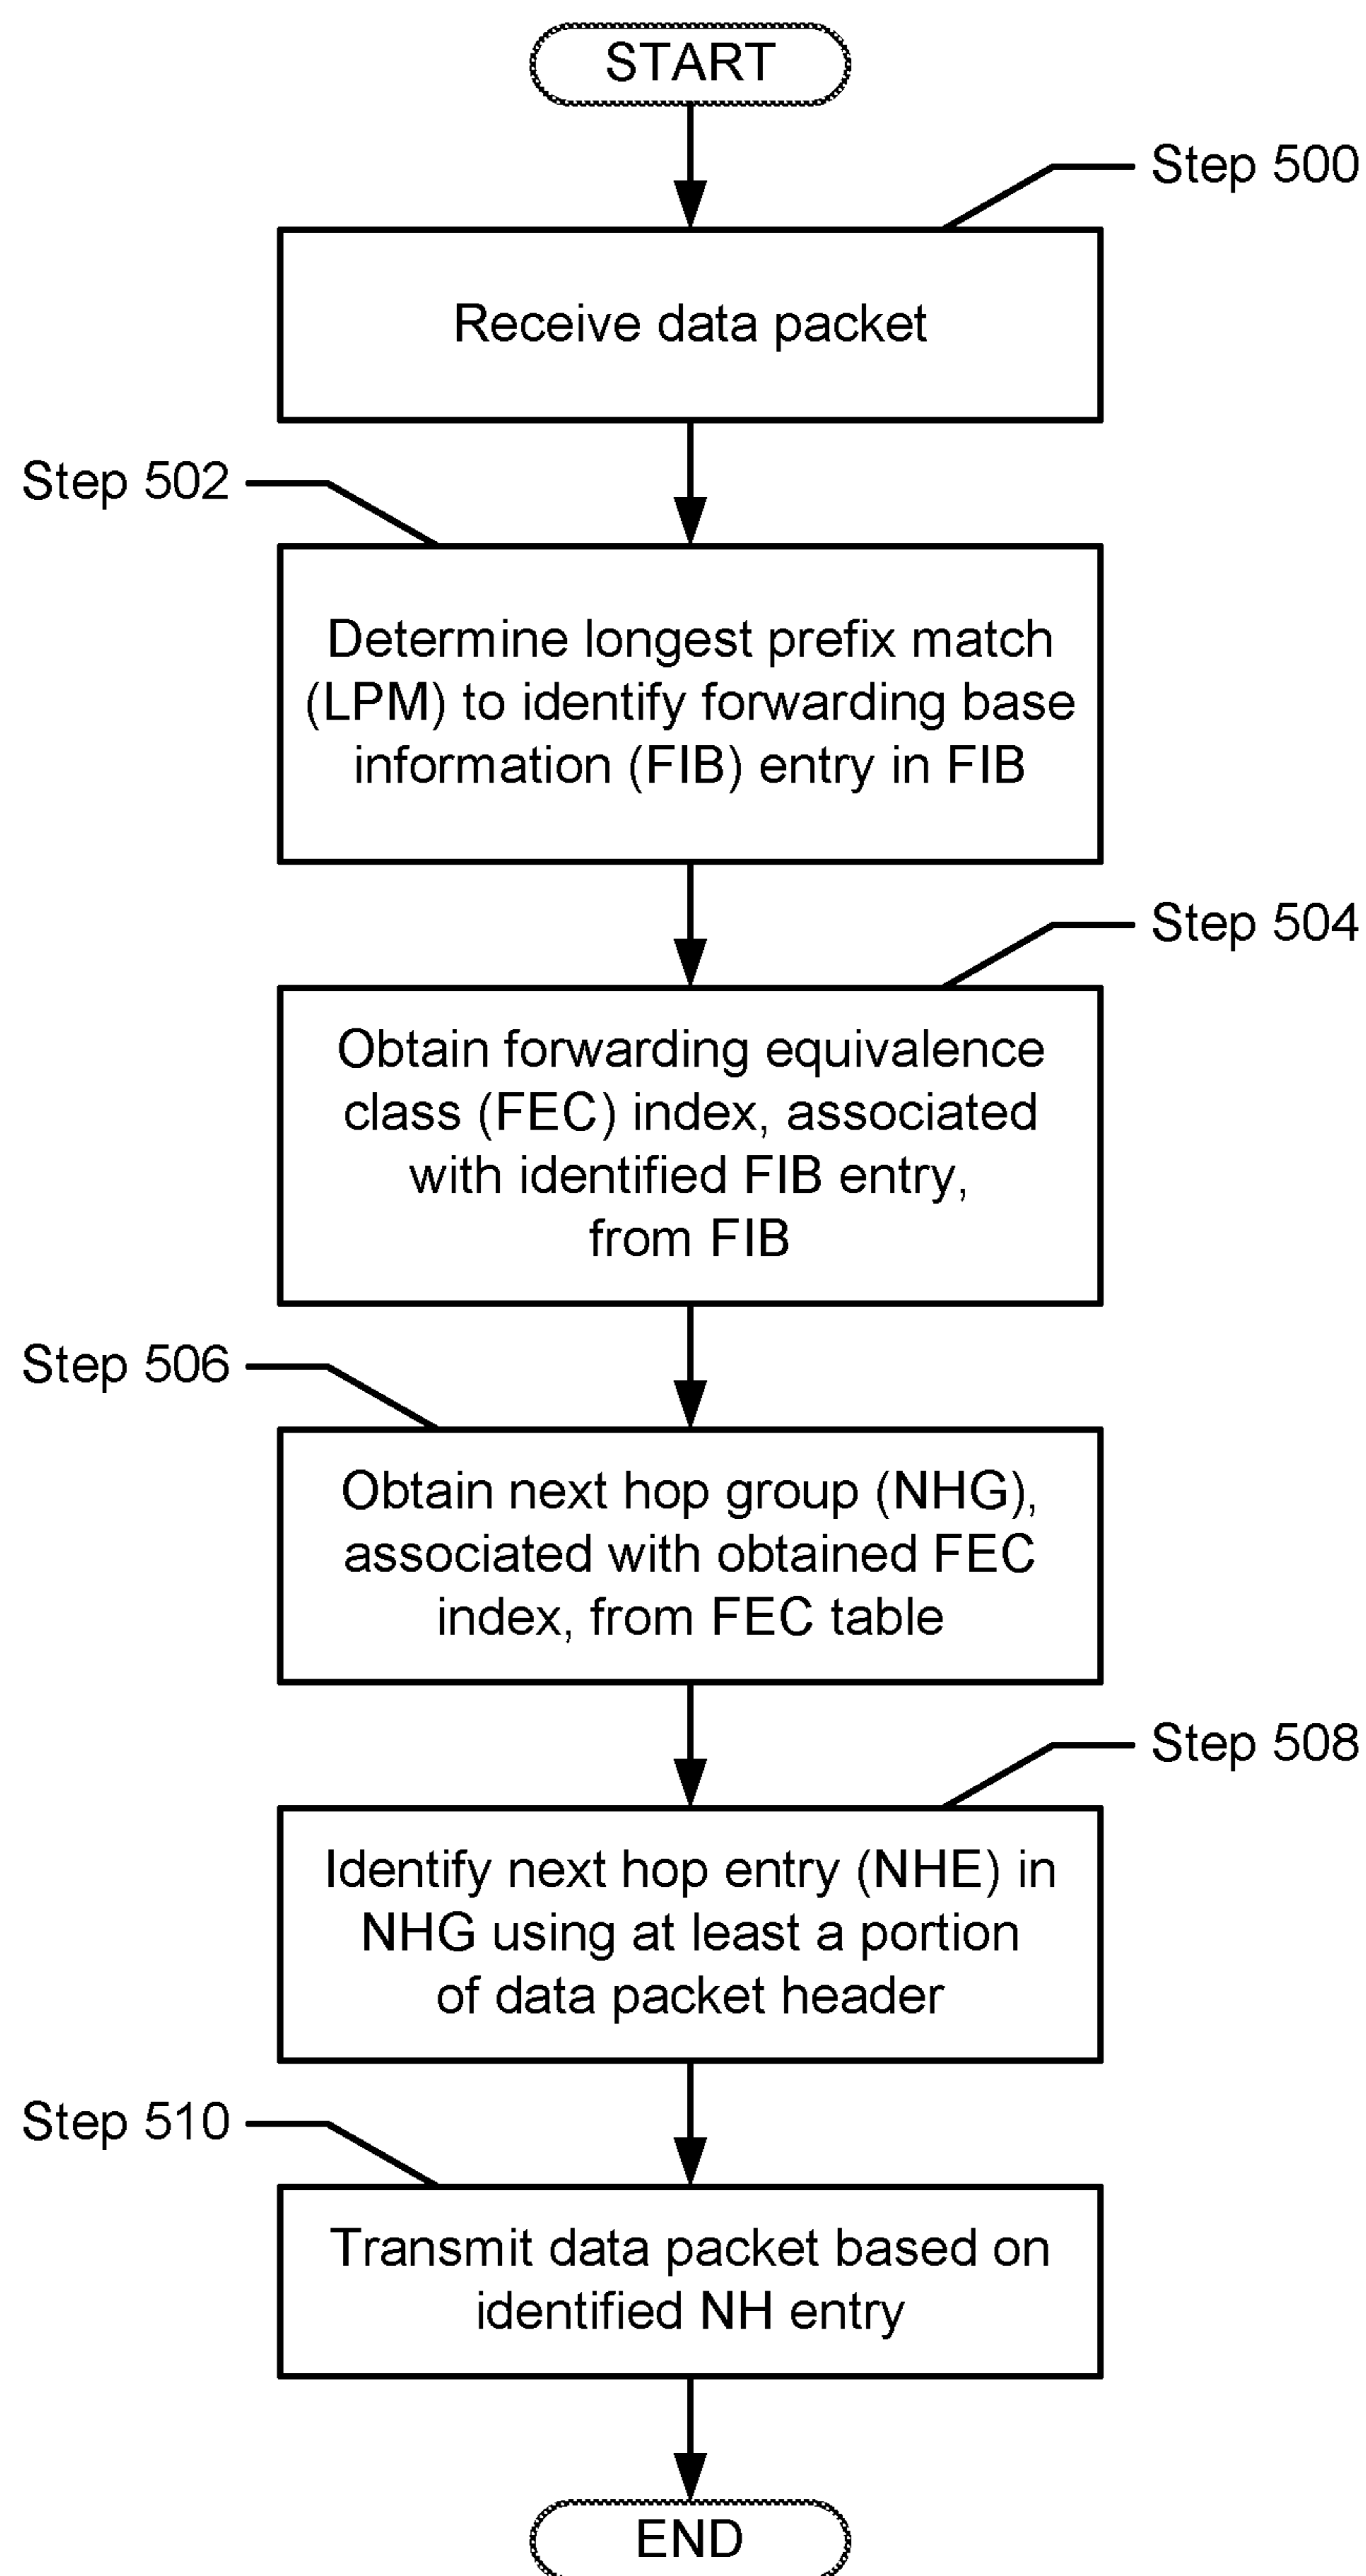 START
Step 500
Receive data packet
Step 502
Determine longest prefix match
(LPM) to identify forwarding base
information (FIB) entry in FIB
Step 504
Obtain forwarding equivalence
class (FEC) index, associated
with identified FIB entry,
from FIB
Step 506
Obtain next hop group (NHG),
associated with obtained FEC
index, from FEC table
Step 508
Identify next hop entry (NHE) in
NHG using at least a portion
of data packet header
Step 510
Transmit data packet based on
identified NH entry
END